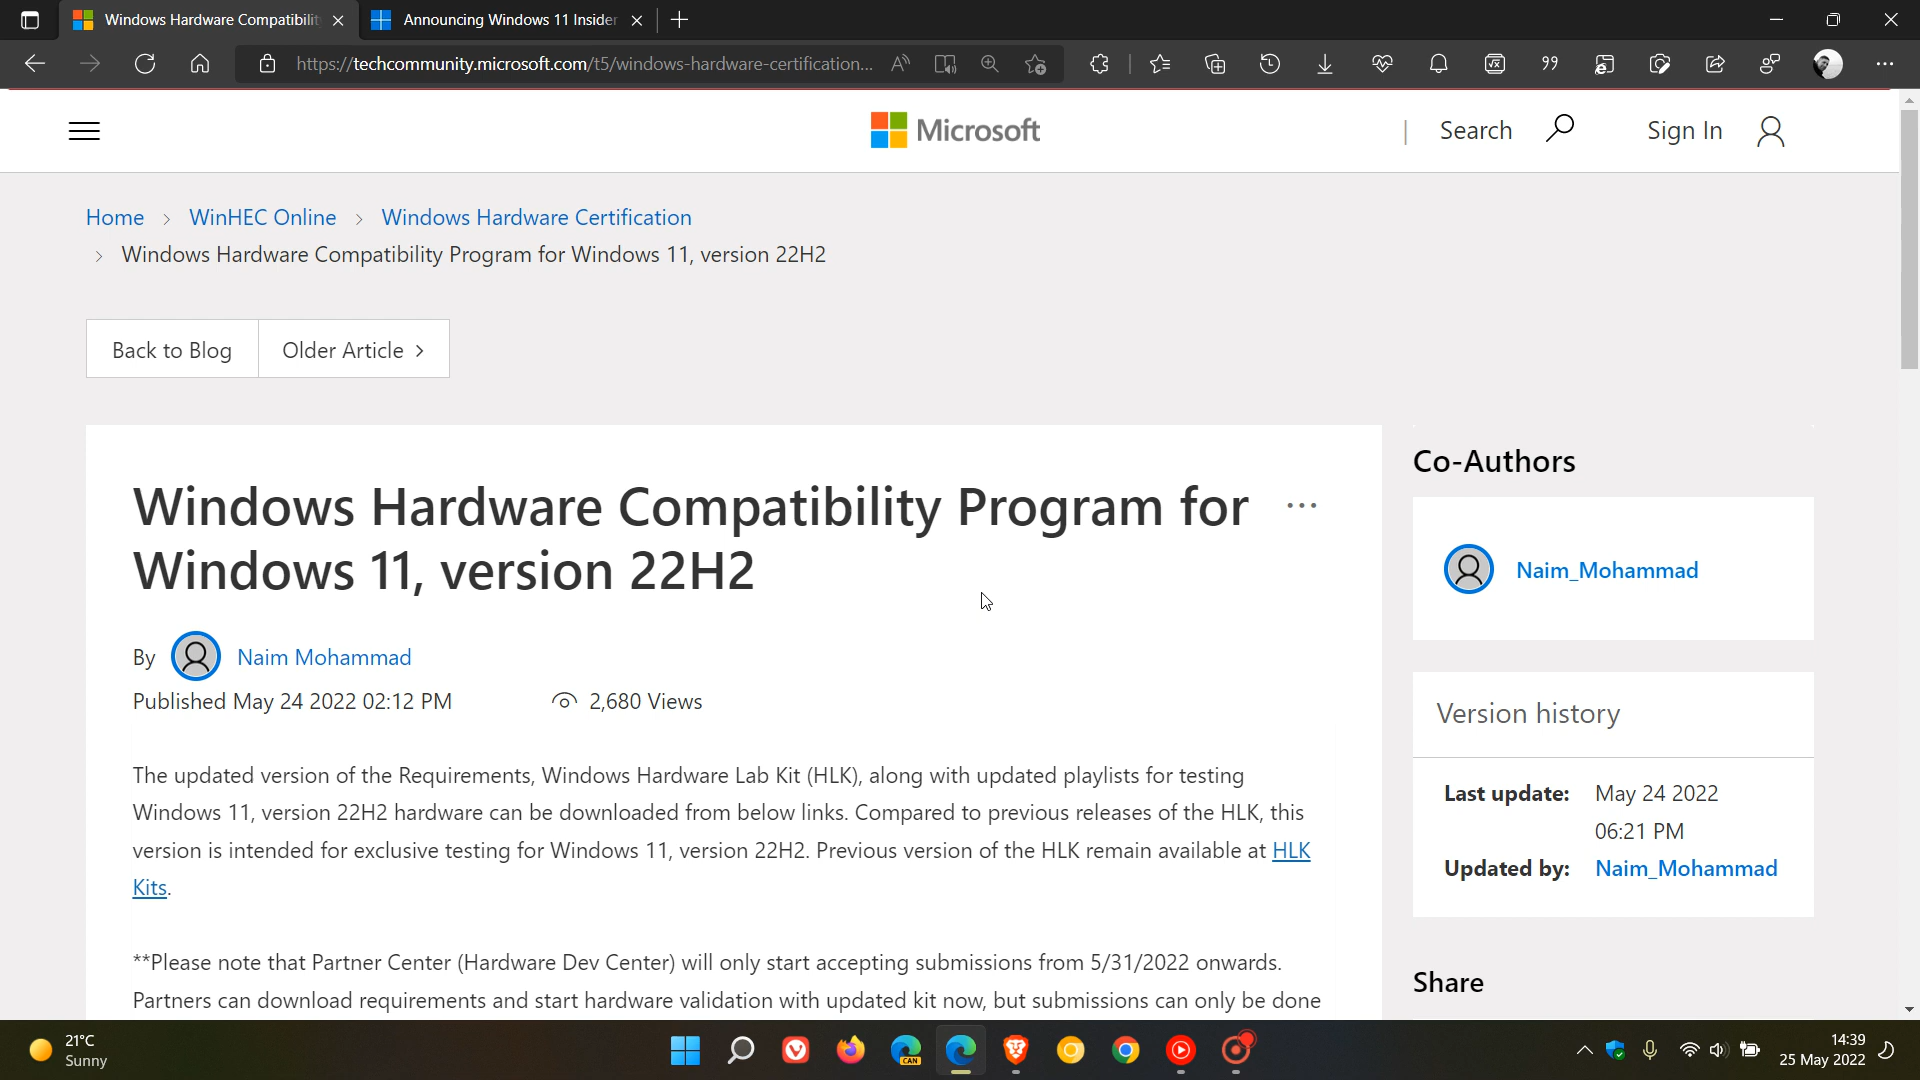 Windows Hardware Compatibilit
Announcing Windows 11 Insider
https://techcommunity.microsoft.com/t5/windows-hardware-certification...
Microsoft
Search
Sign In
Home > WinHEC Online > Windows Hardware Certification
> Windows Hardware Compatibility Program for Windows 11, version 22H2
Back to Blog
Older Article >
Windows Hardware Compatibility Program for
Windows 11, version 22H2
By Naim Mohammad
Published May 24 2022 02:12 PM
2,680 Views
The updated version of the Requirements, Windows Hardware Lab Kit (HLK), along with updated playlists for testing
Windows 11, version 22H2 hardware can be downloaded from below links. Compared to previous releases of the HLK, this
version is intended for exclusive testing for Windows 11, version 22H2. Previous version of the HLK remain available at HLK
Kits.
**Please note that Partner Center (Hardware Dev Center) will only start accepting submissions from 5/31/2022 onwards.
Partners can download requirements and start hardware validation with updated kit now, but submissions can only be done
Co-Authors
Naim_Mohammad
Version history
Last update: May 24 2022
06:21 PM
Updated by: Naim_Mohammad
Share
21°C
Sunny
CAN
14:39
25 May 2022